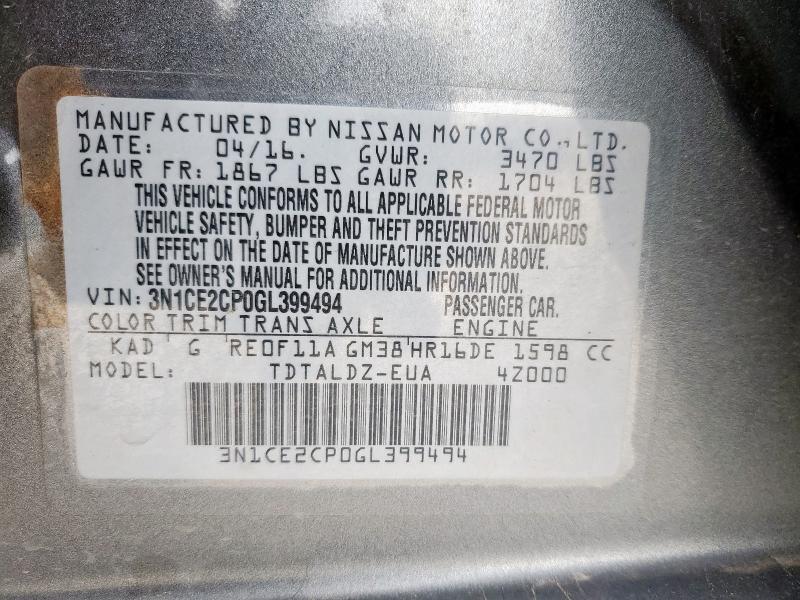 MANUFACTURED BY NISSAN MOTOR CO., LTD.
DATE: 04/16. GVWR: 3470 LBS
GAWR FR: 1867 LBS GAWR RR: 1704 LBS
THIS VEHICLE CONFORMS TO ALL APPLICABLE FEDERAL MOTOR
VEHICLE SAFETY, BUMPER AND THEFT PREVENTION STANDARDS
IN EFFECT ON THE DATE OF MANUFACTURE SHOWN ABOVE.
SEE OWNER'S MANUAL FOR ADDITIONAL INFORMATION.
VIN: 3N1CE2CP0GL399494 PASSENGER CAR.
COLOR TRIM TRANS AXLE ENGINE
KAD G RE0F11A GM38 HR16DE 1598 CC
MODEL: TDTALDZ-EUA 4Z000
3N1CE2CP0GL399494